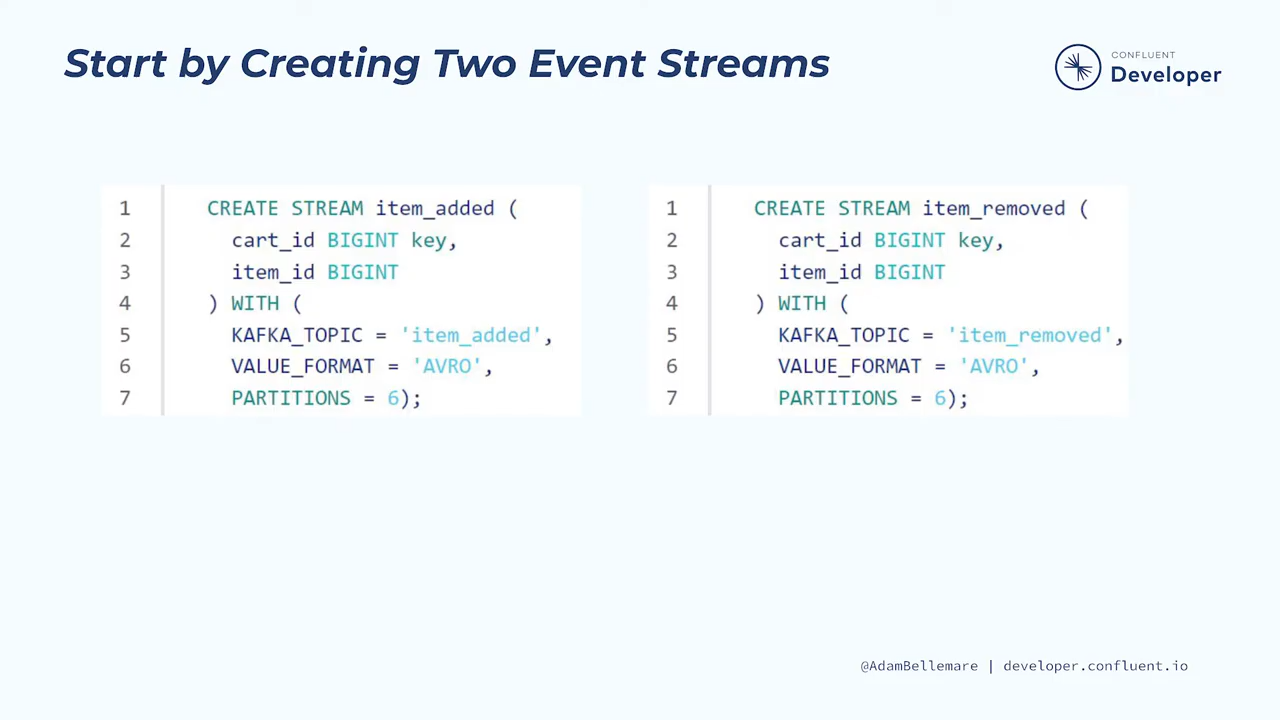 Start by Creating Two Event Streams
CONFLUENT
Developer
1 CREATE STREAM item_added (
2 cart_id BIGINT key,
3 item_id BIGINT
4 ) WITH (
5 KAFKA_TOPIC = 'item_added',
6 VALUE_FORMAT = 'AVRO',
7 PARTITIONS = 6);
1 CREATE STREAM item_removed (
2 cart_id BIGINT key,
3 item_id BIGINT
4 ) WITH (
5 KAFKA_TOPIC = 'item_removed',
6 VALUE_FORMAT = 'AVRO',
7 PARTITIONS = 6);
@AdamBellemare | developer.confluent.io